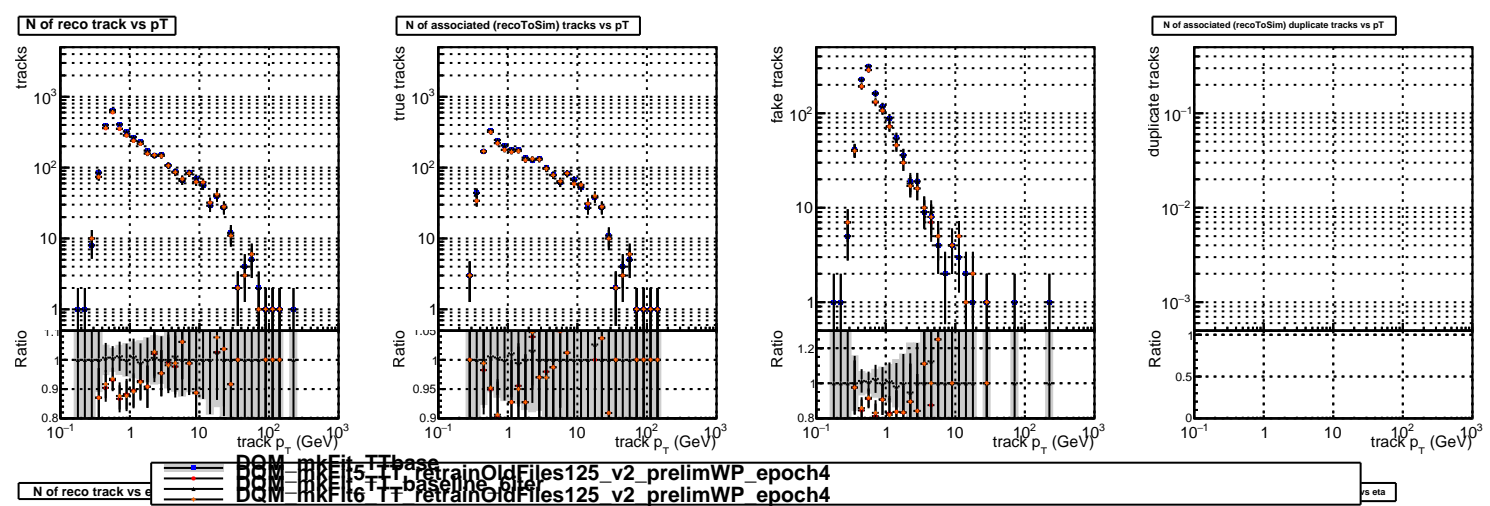 N of reco track vs pT
N of associated (recoToSim) tracks vs pT
N of associated (recoToSim) duplicate tracks vs pT
tracks
10³
10²
10
1
Ratio
1.1
1
0.9
0.8
10⁻¹ 1 10 10² 10³
track p_T (GeV)
true tracks
10³
10²
10
1
Ratio
1.05
1
0.95
0.9
10⁻¹ 1 10 10² 10³
track p_T (GeV)
fake tracks
10²
10
1
Ratio
1.2
1
0.8
10⁻¹ 1 10 10² 10³
track p_T (GeV)
duplicate tracks
10⁻¹
10⁻²
10⁻³
Ratio
1
0.5
0
10⁻¹ 1 10 10² 10³
track p_T (GeV)
DQM_mkFit_TTbase
DQM_mkFit5_TT_retrainOldFiles125_v2_prelimWP_epoch4
DQM_mkFit_TT_baseline_6iter
DQM_mkFit6_TT_retrainOldFiles125_v2_prelimWP_epoch4
N of reco track vs e
vs eta